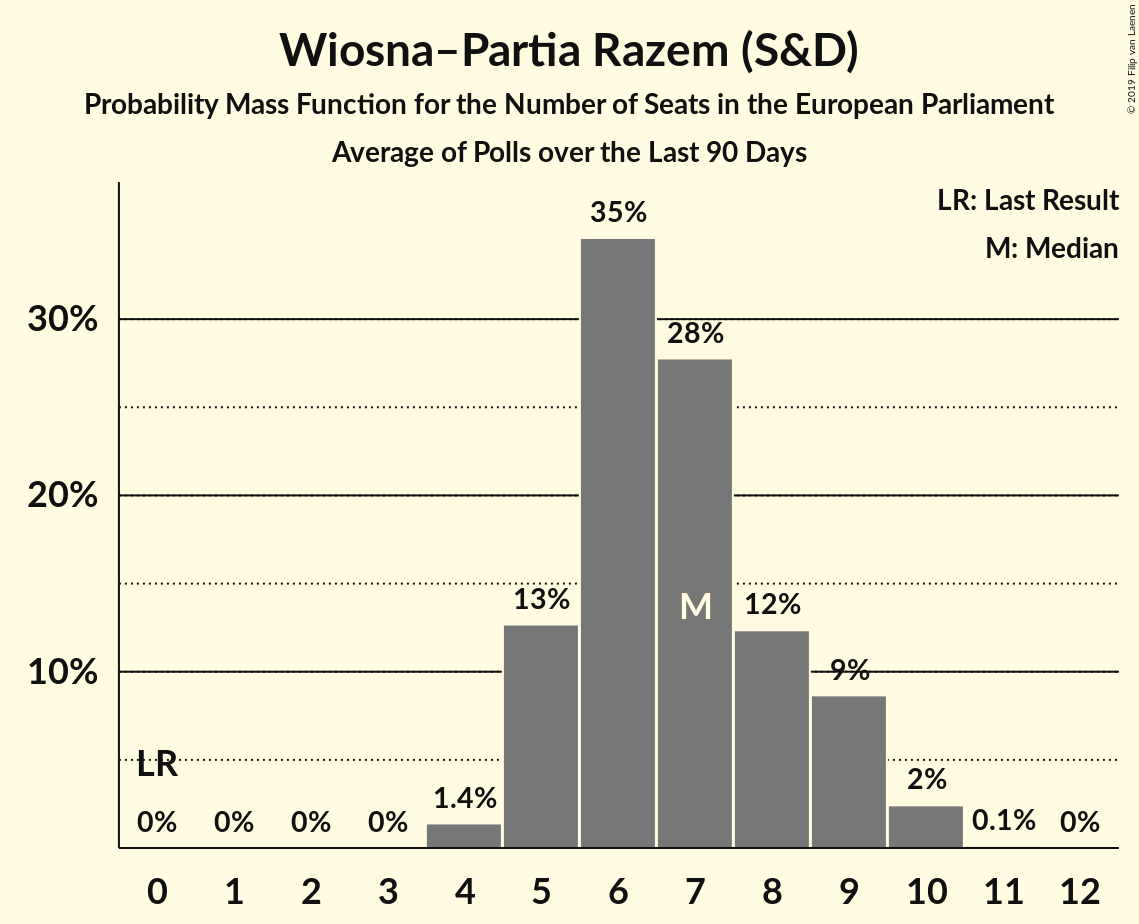 Wiosna–Partia Razem (S&D)
Probability Mass Function for the Number of Seats in the European Parliament
Average of Polls over the Last 90 Days
© 2019 Filip van Laenen
LR: Last Result
M: Median
35%
30%
28%
20%
13%
M
12%
10%
9%
LR
2%
1.4%
0% 0% 0% 0% 0.1% 0%
0 1 2 3 4 5 6 7 8 9 10 11 12